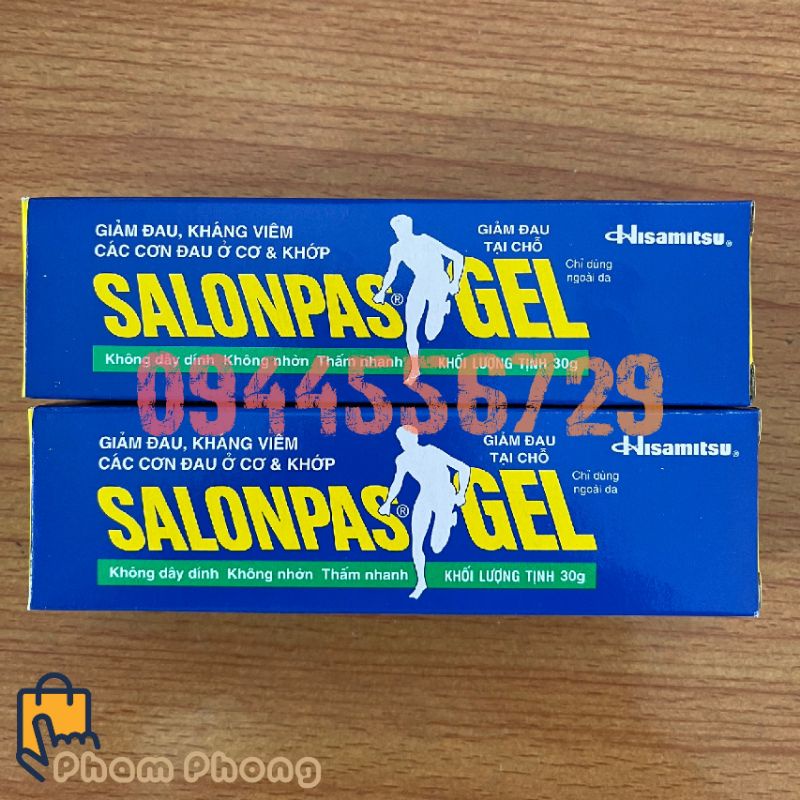 GIẢM ĐAU, KHÁNG VIÊM
CÁC CƠN ĐAU Ở CƠ & KHỚP
GIẢM ĐAU
TẠI CHỖ
Hisamitsu®
Chỉ dùng
ngoài da
SALONPAS® GEL
Không dây dính Không nhờn Thấm nhanh KHỐI LƯỢNG TỊNH 30g
0944556729
GIẢM ĐAU, KHÁNG VIÊM
CÁC CƠN ĐAU Ở CƠ & KHỚP
GIẢM ĐAU
TẠI CHỖ
Hisamitsu®
Chỉ dùng
ngoài da
SALONPAS® GEL
Không dây dính Không nhờn Thấm nhanh KHỐI LƯỢNG TỊNH 30g
Pham Phong